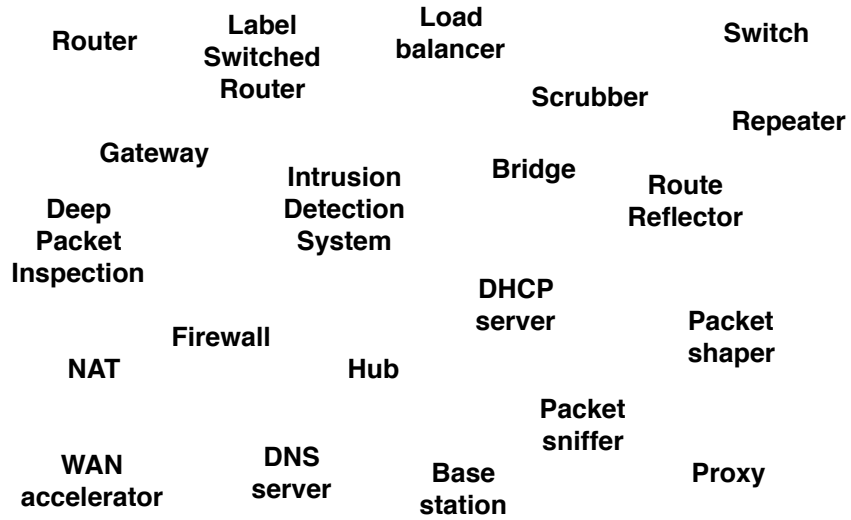 Router
Label
Switched
Router
Load
balancer
Switch
Scrubber
Repeater
Gateway
Intrusion
Detection
System
Bridge
Route
Reflector
Deep
Packet
Inspection
DHCP
server
Packet
shaper
Firewall
NAT
Hub
Packet
sniffer
WAN
accelerator
DNS
server
Base
station
Proxy